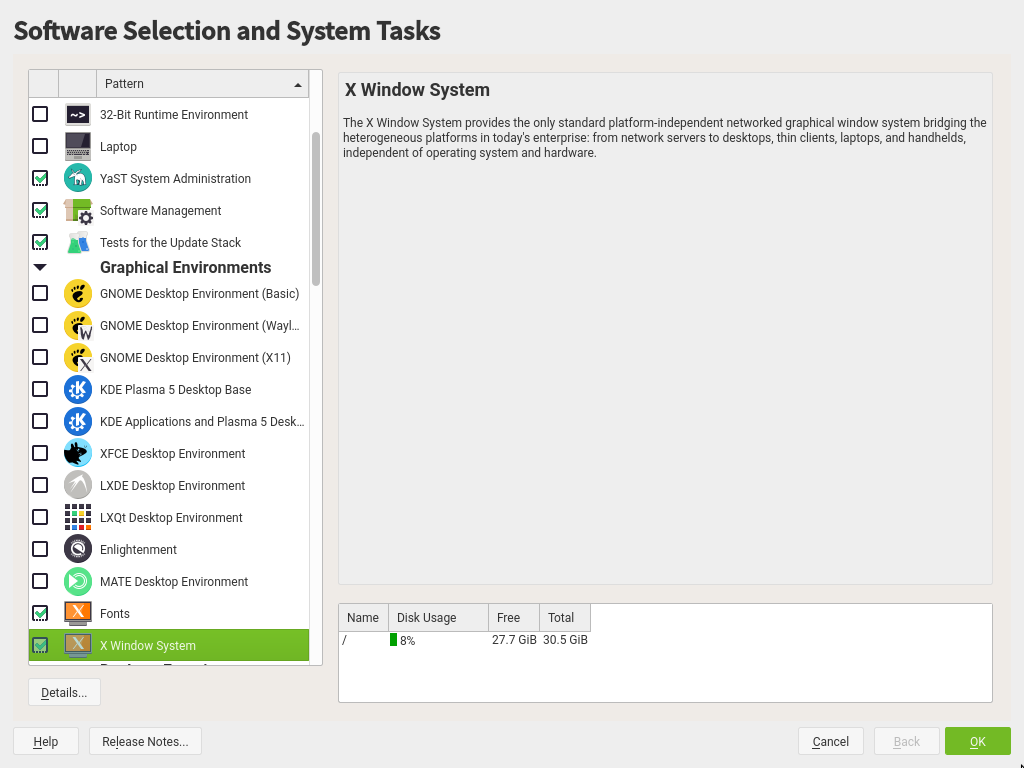 Software Selection and System Tasks
Pattern
32-Bit Runtime Environment
Laptop
YaST System Administration
Software Management
Tests for the Update Stack
Graphical Environments
GNOME Desktop Environment (Basic)
GNOME Desktop Environment (Wayl…
GNOME Desktop Environment (X11)
KDE Plasma 5 Desktop Base
KDE Applications and Plasma 5 Desk…
XFCE Desktop Environment
LXDE Desktop Environment
LXQt Desktop Environment
Enlightenment
MATE Desktop Environment
Fonts
X Window System
Details...
X Window System
The X Window System provides the only standard platform-independent networked graphical window system bridging the
heterogeneous platforms in today's enterprise: from network servers to desktops, thin clients, laptops, and handhelds,
independent of operating system and hardware.
Name Disk Usage Free Total
/ 8% 27.7 GiB 30.5 GiB
Help Release Notes... Cancel Back OK